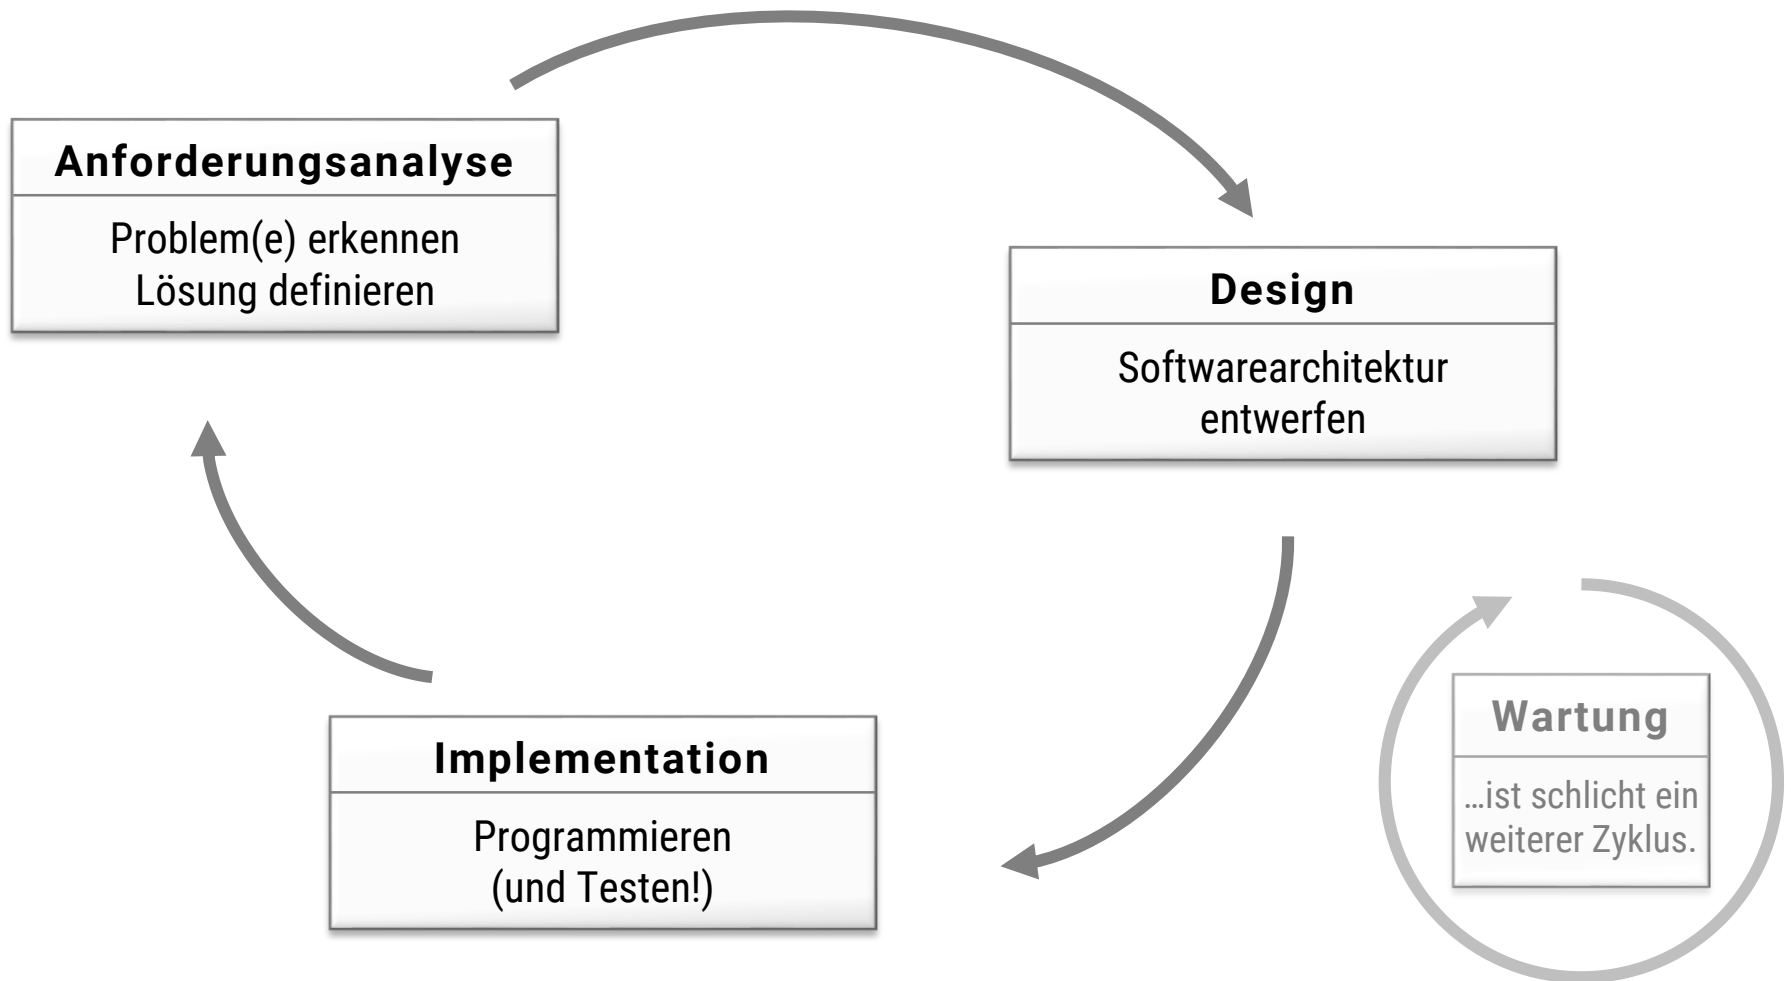 Anforderungsanalyse
Problem(e) erkennen
Lösung definieren
Design
Softwarearchitektur
entwerfen
Implementation
Programmieren
(und Testen!)
Wartung
…ist schlicht ein
weiterer Zyklus.